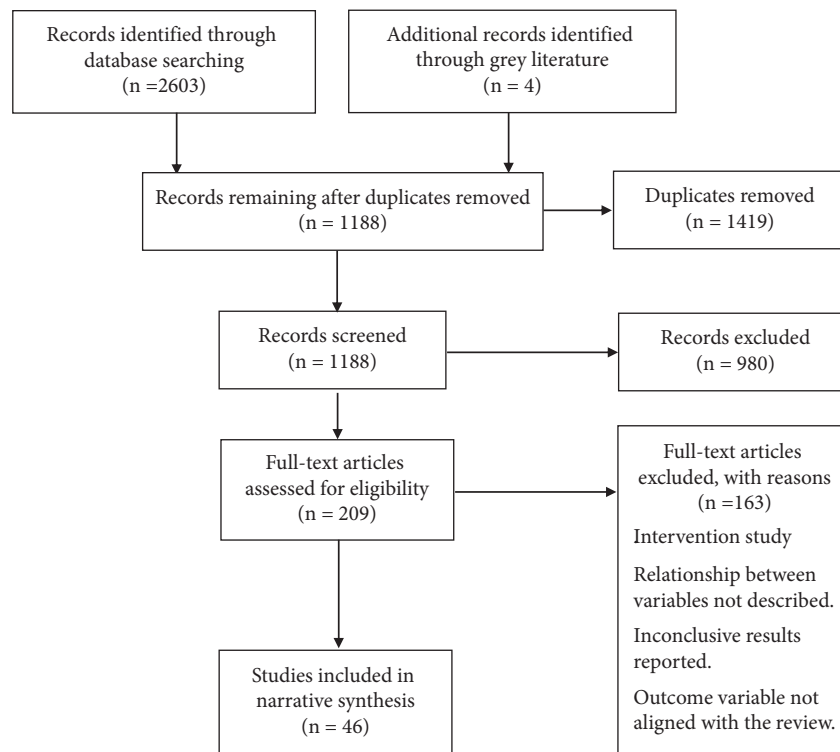 Records identified through
database searching
(n =2603)
Additional records identified
through grey literature
(n = 4)
Records remaining after duplicates removed
(n = 1188)
Duplicates removed
(n = 1419)
Records screened
(n = 1188)
Records excluded
(n = 980)
Full-text articles
assessed for eligibility
(n = 209)
Full-text articles
excluded, with reasons
(n =163)
Intervention study
Relationship between
variables not described.
Inconclusive results
reported.
Outcome variable not
aligned with the review.
Studies included in
narrative synthesis
(n = 46)